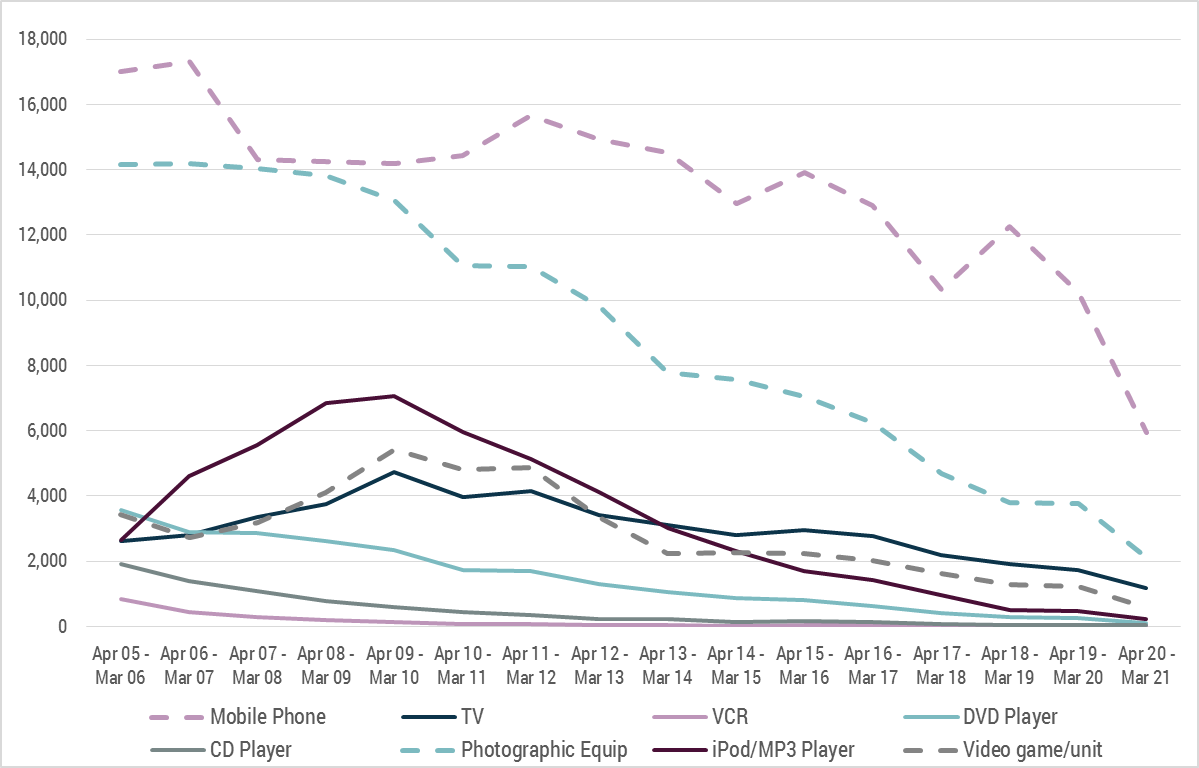 18,000
16,000
14,000
12,000
10,000
8,000
6,000
4,000
2,000
0
Apr 05 - Apr 06 - Apr 07 - Apr 08 - Apr 09 - Apr 10 - Apr 11 - Apr 12 - Apr 13 - Apr 14 - Apr 15 - Apr 16 - Apr 17 - Apr 18 - Apr 19 - Apr 20 -
Mar 06 Mar 07 Mar 08 Mar 09 Mar 10 Mar 11 Mar 12 Mar 13 Mar 14 Mar 15 Mar 16 Mar 17 Mar 18 Mar 19 Mar 20 Mar 21
Mobile Phone TV VCR DVD Player
CD Player Photographic Equip iPod/MP3 Player Video game/unit